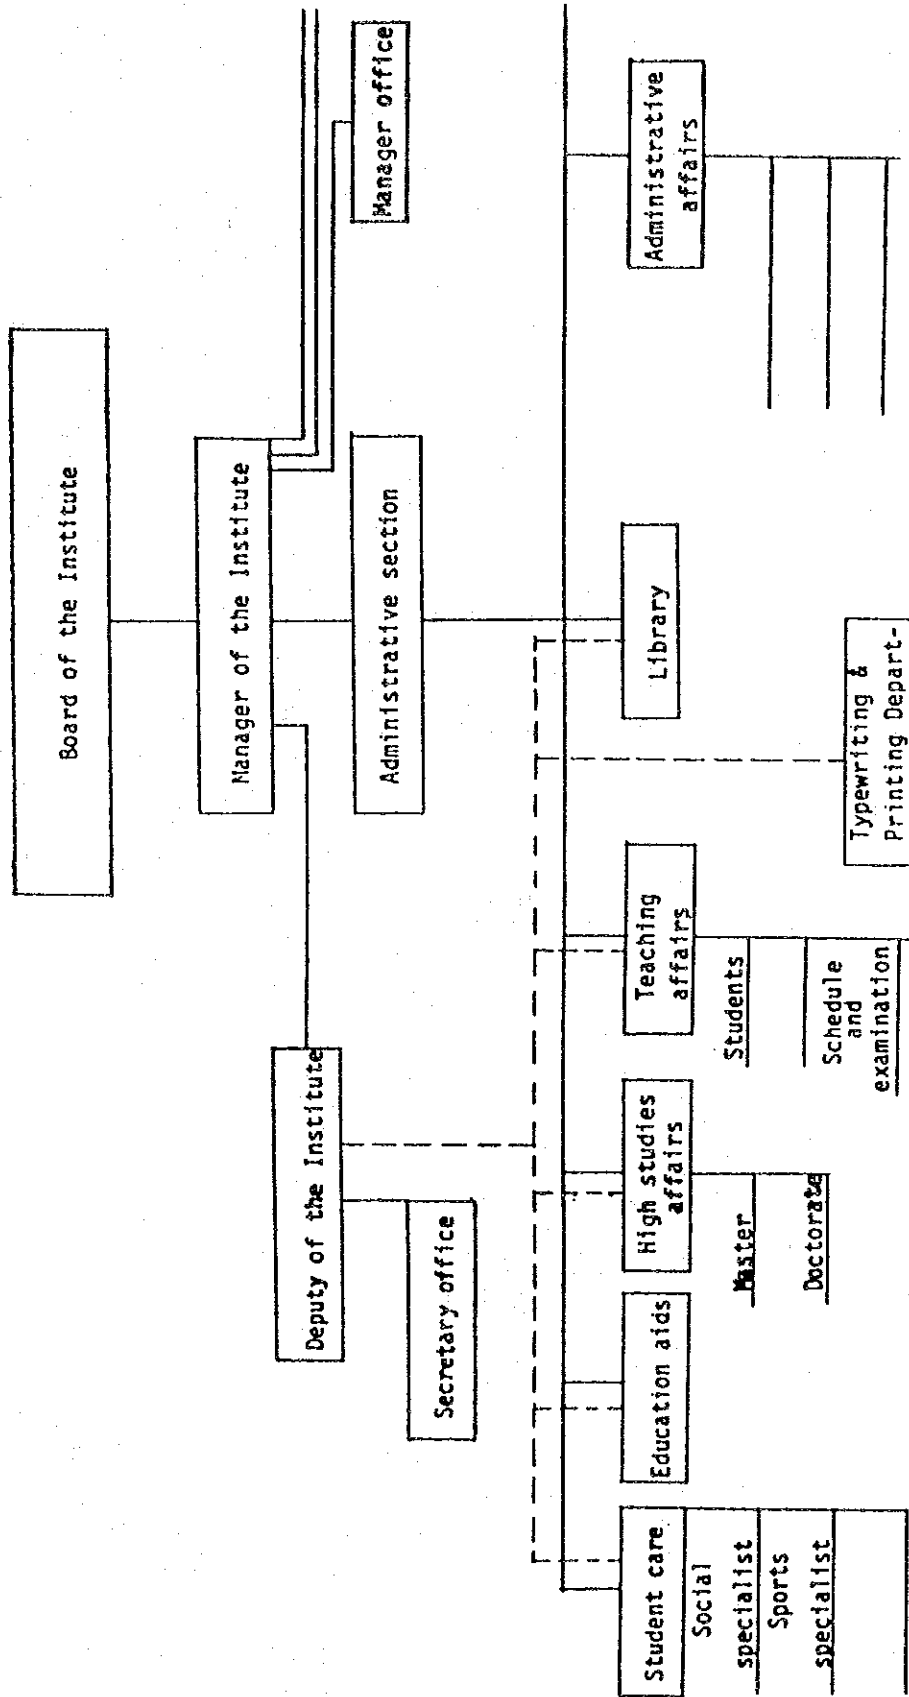 Board of the Institute
Manager of the Institute
Manager office
Deputy of the Institute
Administrative section
Secretary office
Student care
Social
specialist
Sports
specialist
Education aids
High studies
affairs
Master
Doctorate
Teaching
affairs
Students
Schedule
and
examination
Library
Typewriting &
Printing Depart-
Administrative
affairs